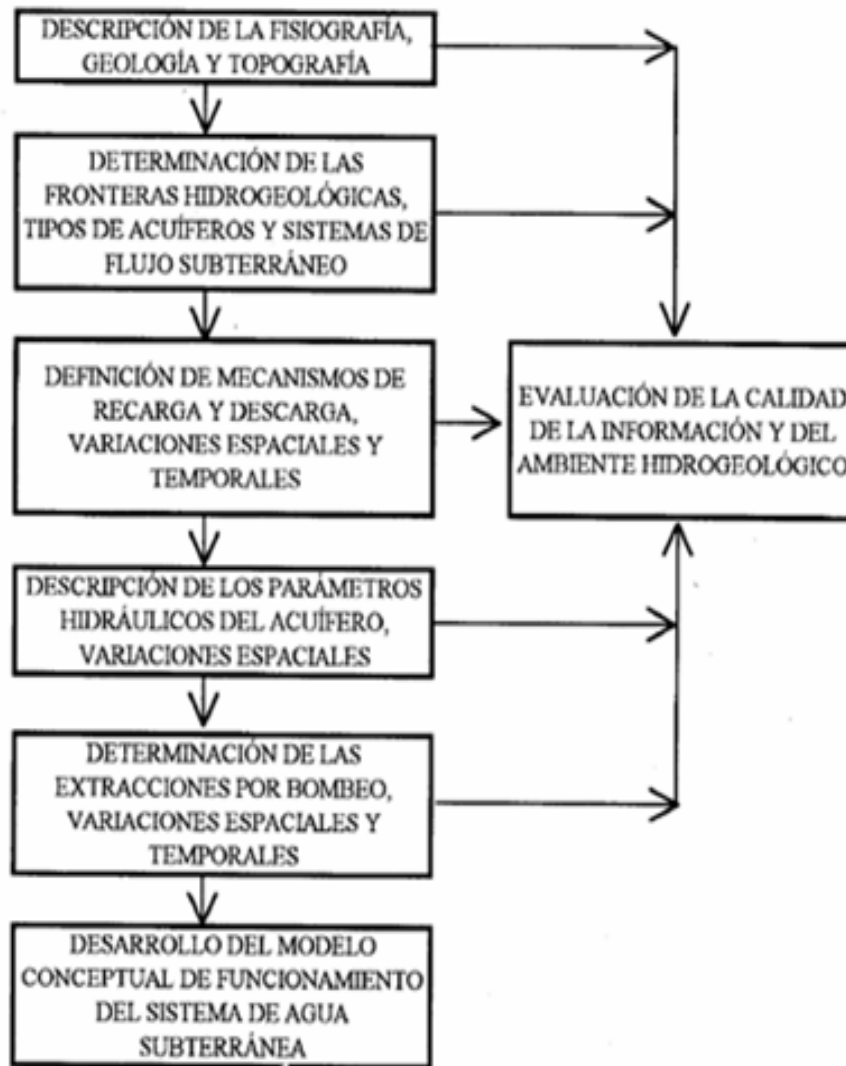 DESCRIPCIÓN DE LA FISIOGRAFÍA,
GEOLOGÍA Y TOPOGRAFÍA
DETERMINACIÓN DE LAS
FRONTERAS HIDROGEOLÓGICAS,
TIPOS DE ACUÍFEROS Y SISTEMAS DE
FLUJO SUBTERRÁNEO
DEFINICIÓN DE MECANISMOS DE
RECARGA Y DESCARGA,
VARIACIONES ESPACIALES Y
TEMPORALES
EVALUACIÓN DE LA CALIDAD
DE LA INFORMACIÓN Y DEL
AMBIENTE HIDROGEOLÓGICO
DESCRIPCIÓN DE LOS PARÁMETROS
HIDRÁULICOS DEL ACUÍFERO,
VARIACIONES ESPACIALES
DETERMINACIÓN DE LAS
EXTRACCIONES POR BOMBEO,
VARIACIONES ESPACIALES Y
TEMPORALES
DESARROLLO DEL MODELO
CONCEPTUAL DE FUNCIONAMIENTO
DEL SISTEMA DE AGUA
SUBTERRÁNEA